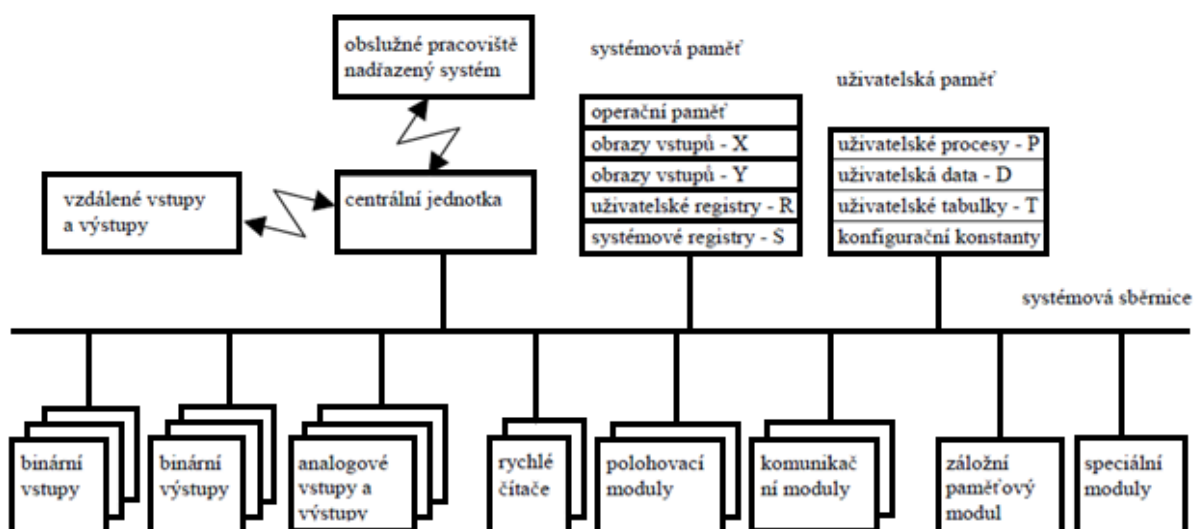 obslužné pracoviště
nadřazený systém
systémová paměť
uživatelská paměť
operační paměť
obrazy vstupů - X
obrazy vstupů - Y
uživatelské registry - R
systémové registry - S
uživatelské procesy - P
uživatelská data - D
uživatelské tabulky - T
konfigurační konstanty
vzdálené vstupy
a výstupy
centrální jednotka
systémová sběrnice
binární
vstupy
binární
výstupy
analogové
vstupy a
výstupy
rychlé
čítače
polohovací
moduly
komunikač
ní moduly
záložní
paměťový
modul
speciální
moduly